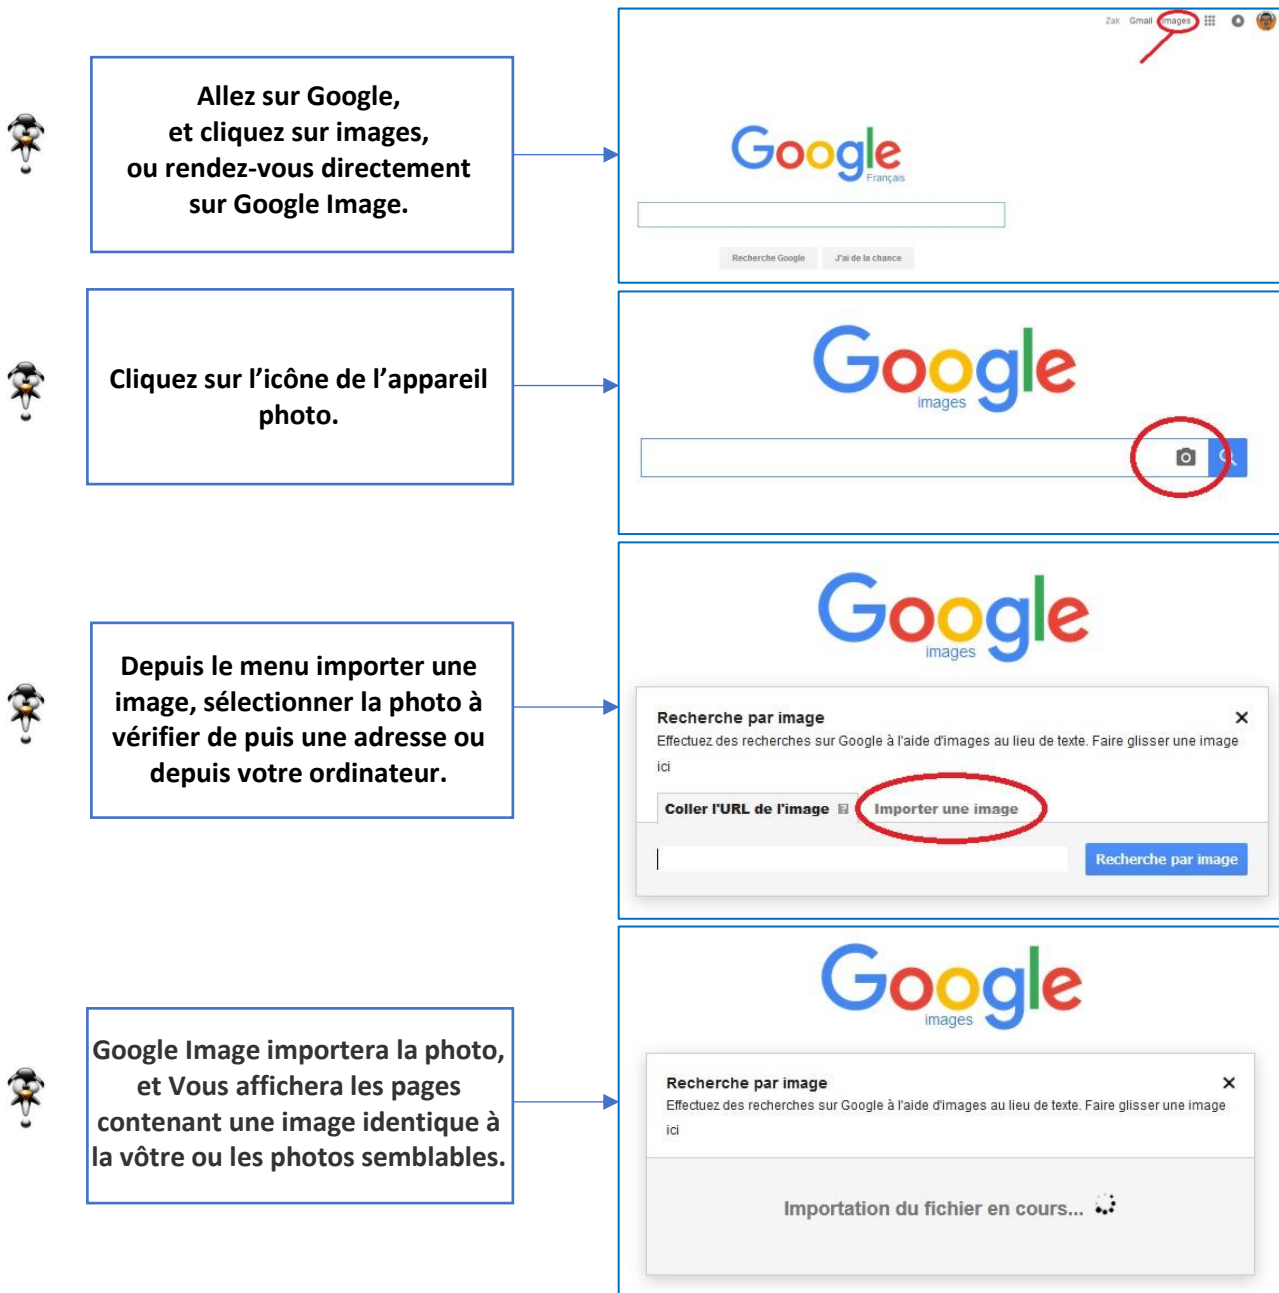 Zak Gmail Images
Allez sur Google,
et cliquez sur images,
ou rendez-vous directement
sur Google Image.
Google
Français
Recherche Google J'ai de la chance
Cliquez sur l'icône de l'appareil
photo.
Google
images
Depuis le menu importer une
image, sélectionner la photo à
vérifier de puis une adresse ou
depuis votre ordinateur.
Google
images
Recherche par image
Effectuez des recherches sur Google à l'aide d'images au lieu de texte. Faire glisser une image
ici
Coller l'URL de l'image Importer une image
Recherche par image
Google Image importera la photo,
et Vous affichera les pages
contenant une image identique à
la vôtre ou les photos semblables.
Google
images
Recherche par image
Effectuez des recherches sur Google à l'aide d'images au lieu de texte. Faire glisser une image
ici
Importation du fichier en cours...